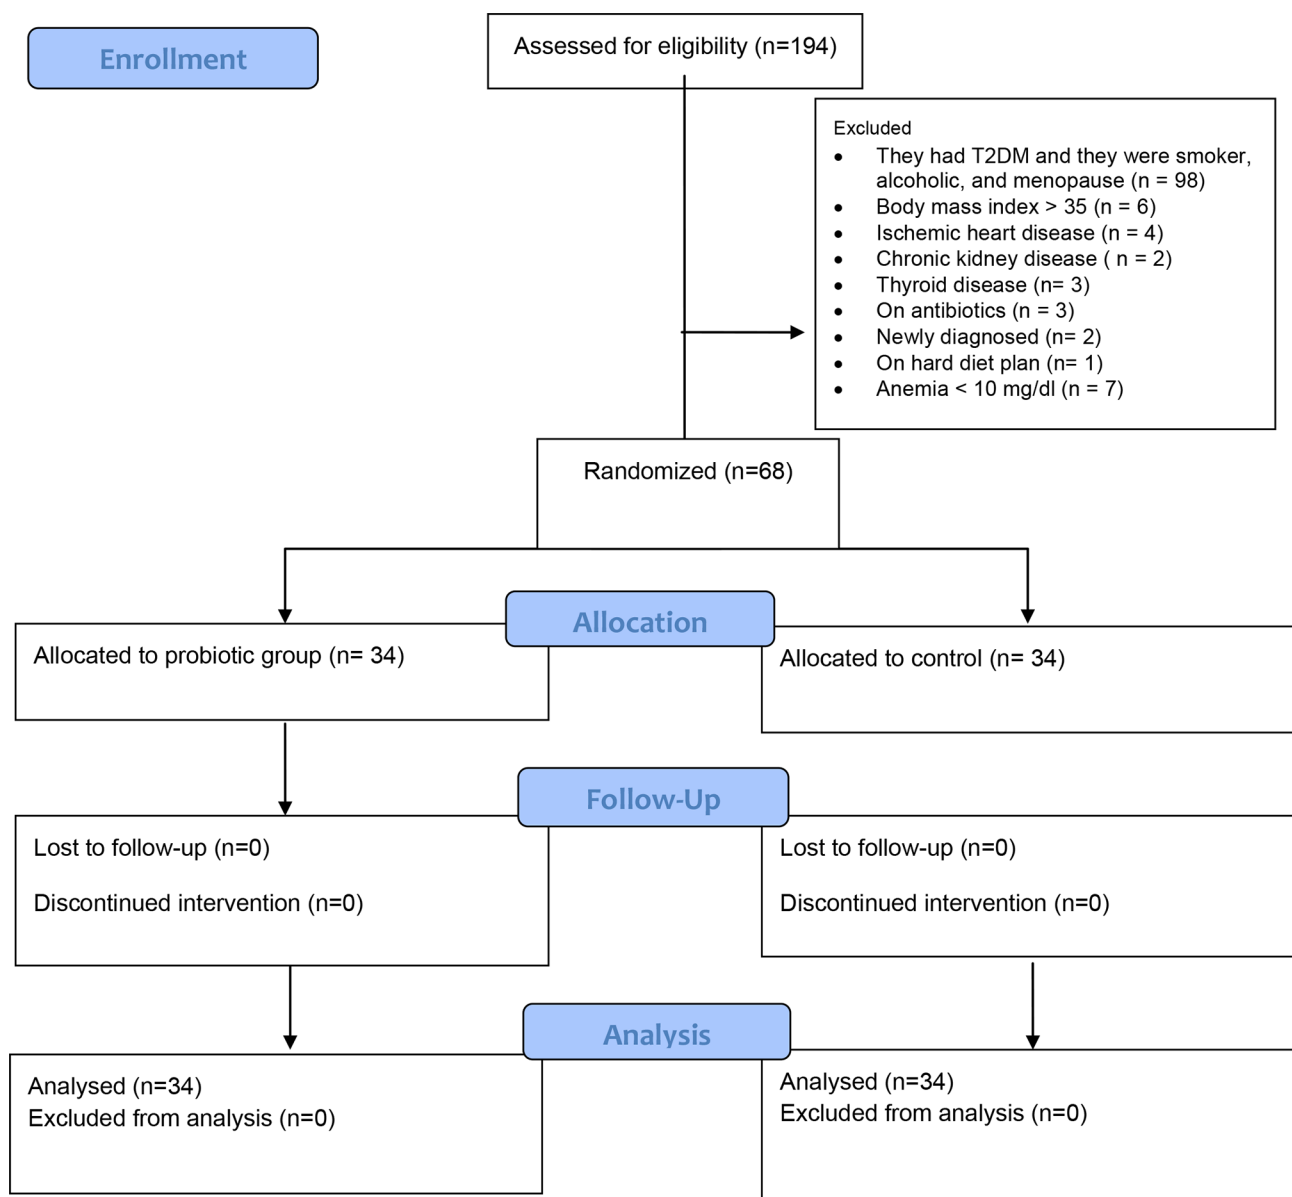 Enrollment
Assessed for eligibility (n=194)
Excluded
• They had T2DM and they were smoker,
alcoholic, and menopause (n = 98)
• Body mass index > 35 (n = 6)
• Ischemic heart disease (n = 4)
• Chronic kidney disease ( n = 2)
• Thyroid disease (n= 3)
• On antibiotics (n = 3)
• Newly diagnosed (n= 2)
• On hard diet plan (n= 1)
• Anemia < 10 mg/dl (n = 7)
Randomized (n=68)
Allocation
Allocated to probiotic group (n= 34)
Allocated to control (n= 34)
Follow-Up
Lost to follow-up (n=0)
Discontinued intervention (n=0)
Lost to follow-up (n=0)
Discontinued intervention (n=0)
Analysis
Analysed (n=34)
Excluded from analysis (n=0)
Analysed (n=34)
Excluded from analysis (n=0)